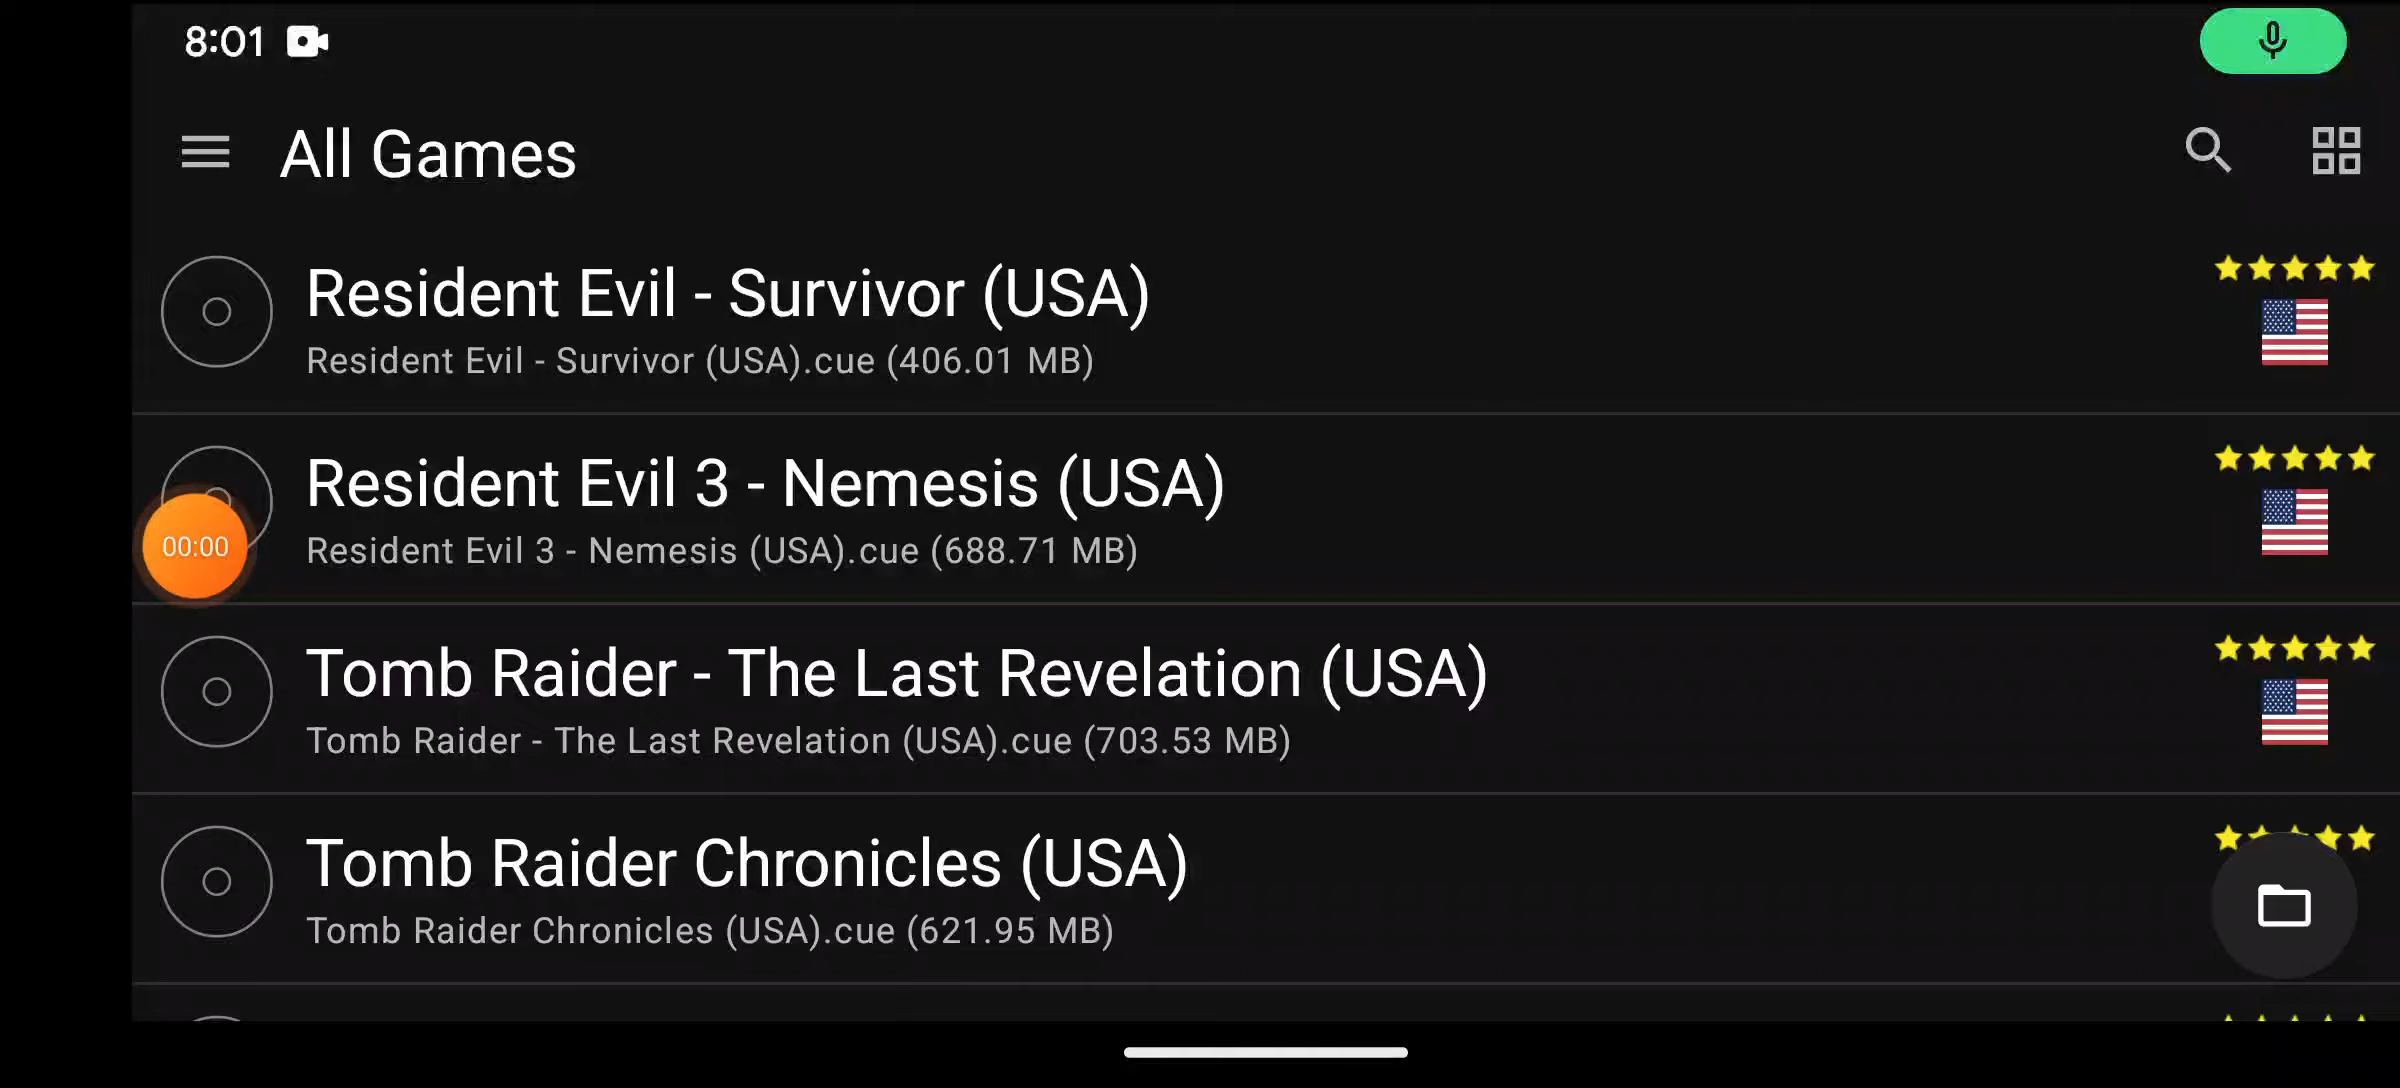 8:01
All Games
Resident Evil - Survivor (USA)
Resident Evil - Survivor (USA).cue (406.01 MB)
Resident Evil 3 - Nemesis (USA)
00:00
Resident Evil 3 - Nemesis (USA).cue (688.71 MB)
Tomb Raider - The Last Revelation (USA)
Tomb Raider - The Last Revelation (USA).cue (703.53 MB)
Tomb Raider Chronicles (USA)
Tomb Raider Chronicles (USA).cue (621.95 MB)